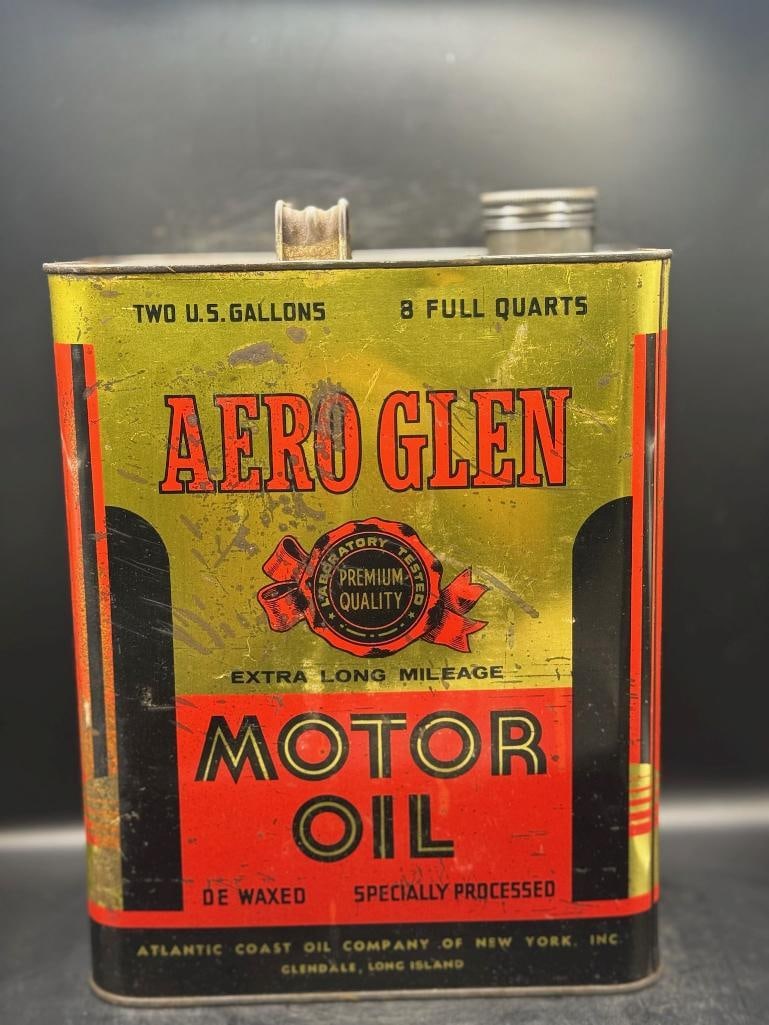 TWO U.S. GALLONS 8 FULL QUARTS
AERO GLEN
LABORATORY TESTED
PREMIUM
QUALITY
EXTRA LONG MILEAGE
MOTOR
OIL
DE WAXED SPECIALLY PROCESSED
ATLANTIC COAST OIL COMPANY OF NEW YORK, INC.
GLENDALE, LONG ISLAND